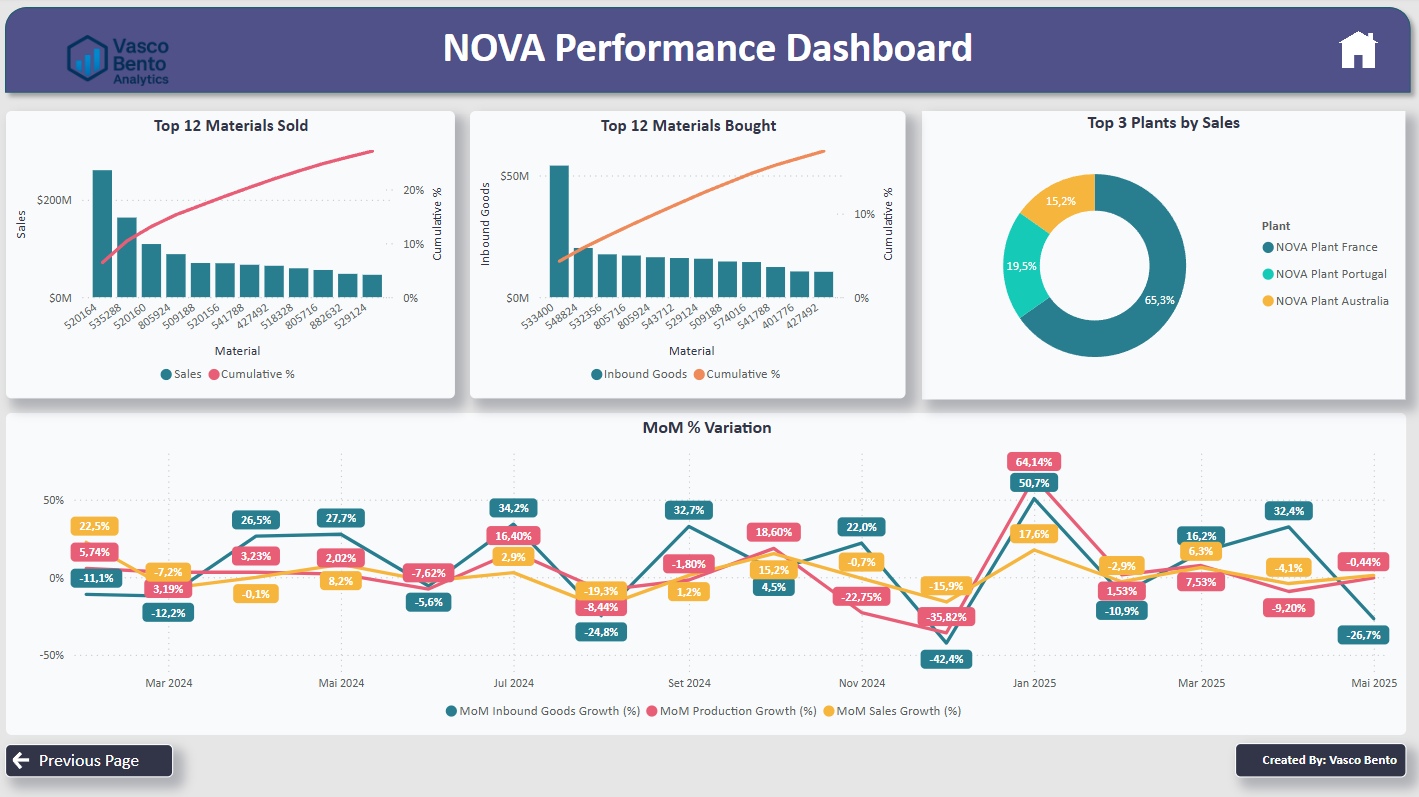 Vasco
Bento
Analytics
NOVA Performance Dashboard
Top 12 Materials Sold
Sales
$200M
$0M
20%
10%
0%
Cumulative %
520164
535288
520160
805924
509188
520156
541788
427492
518328
805716
882632
529124
Material
Sales
Cumulative %
Top 12 Materials Bought
Inbound Goods
$50M
$0M
10%
0%
Cumulative %
533400
548824
532356
805716
805924
543712
529124
509188
574016
541788
401776
427492
Material
Inbound Goods
Cumulative %
Top 3 Plants by Sales
15,2%
19,5%
65,3%
Plant
NOVA Plant France
NOVA Plant Portugal
NOVA Plant Australia
MoM % Variation
50%
0%
-50%
22,5%
5,74%
-11,1%
-7,2%
3,19%
-12,2%
26,5%
3,23%
-0,1%
27,7%
2,02%
8,2%
-7,62%
-5,6%
34,2%
16,40%
2,9%
-19,3%
-8,44%
-24,8%
32,7%
-1,80%
1,2%
18,60%
15,2%
4,5%
22,0%
-0,7%
-22,75%
-15,9%
-35,82%
-42,4%
64,14%
50,7%
17,6%
-2,9%
1,53%
-10,9%
16,2%
6,3%
7,53%
32,4%
-4,1%
-9,20%
-0,44%
-26,7%
Mar 2024
Mai 2024
Jul 2024
Set 2024
Nov 2024
Jan 2025
Mar 2025
Mai 2025
MoM Inbound Goods Growth (%)
MoM Production Growth (%)
MoM Sales Growth (%)
Previous Page
Created By: Vasco Bento